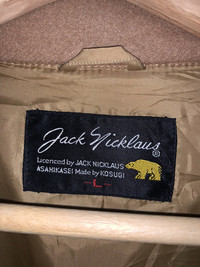 Jack Nicklaus®
Licenced by JACK NICKLAUS
ASAHIKASEI Made by KOSUGI
-L-